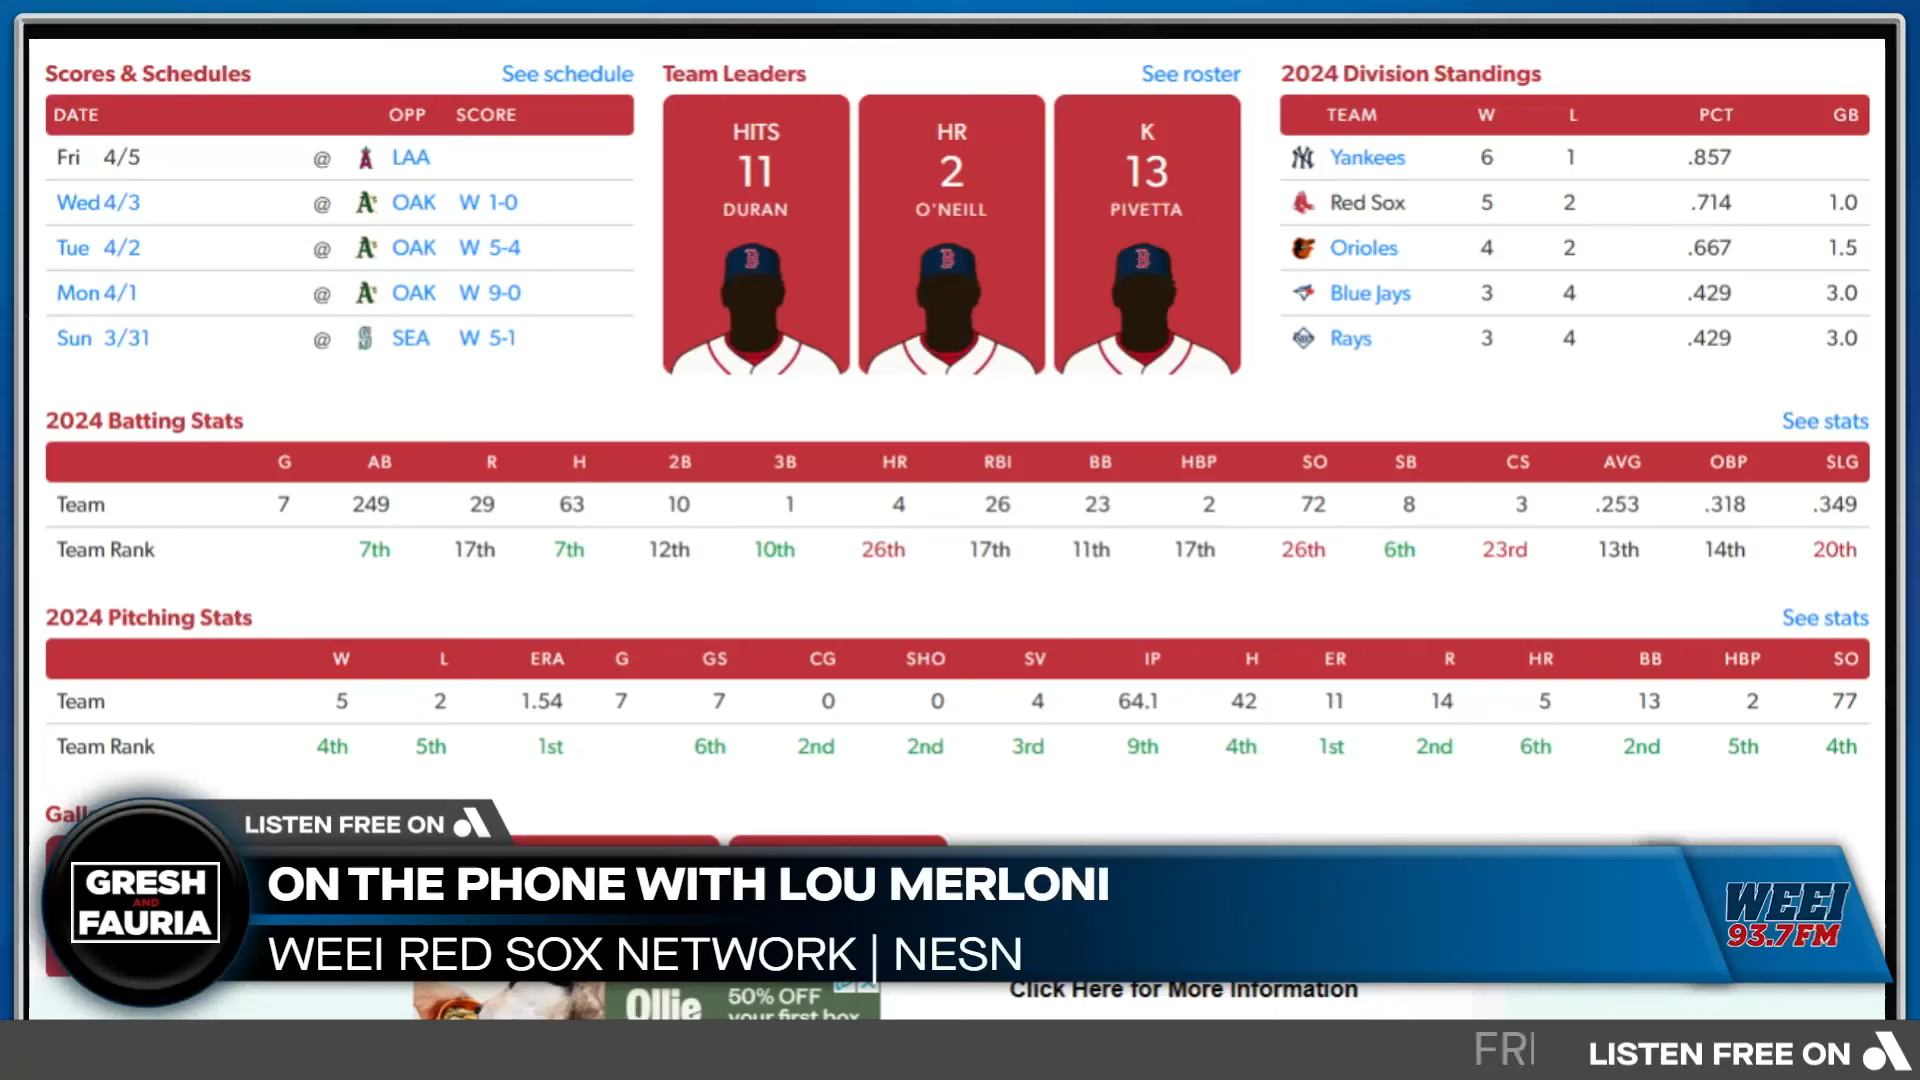 Scores & Schedules See schedule
DATE OPP SCORE
Fri 4/5 @ LAA
Wed 4/3 @ OAK W 1-0
Tue 4/2 @ OAK W 5-4
Mon 4/1 @ OAK W 9-0
Sun 3/31 @ SEA W 5-1
Team Leaders See roster
HITS
11
DURAN
HR
2
O'NEILL
K
13
PIVETTA
2024 Division Standings
TEAM W L PCT GB
Yankees 6 1 .857
Red Sox 5 2 .714 1.0
Orioles 4 2 .667 1.5
Blue Jays 3 4 .429 3.0
Rays 3 4 .429 3.0
2024 Batting Stats See stats
G AB R H 2B 3B HR RBI BB HBP SO SB CS AVG OBP SLG
Team 7 249 29 63 10 1 4 26 23 2 72 8 3 .253 .318 .349
Team Rank 7th 17th 7th 12th 10th 26th 17th 11th 17th 26th 6th 23rd 13th 14th 20th
2024 Pitching Stats See stats
W L ERA G GS CG SHO SV IP H ER R HR BB HBP SO
Team 5 2 1.54 7 7 0 0 4 64.1 42 11 14 5 13 2 77
Team Rank 4th 5th 1st 6th 2nd 2nd 3rd 9th 4th 1st 2nd 6th 2nd 5th 4th
LISTEN FREE ON
GRESH
AND
FAURIA
ON THE PHONE WITH LOU MERLONI
WEEI RED SOX NETWORK | NESN
WEEI
93.7FM
Ollie
50% OFF
your first box
Click Here for More Information
FRI
LISTEN FREE ON